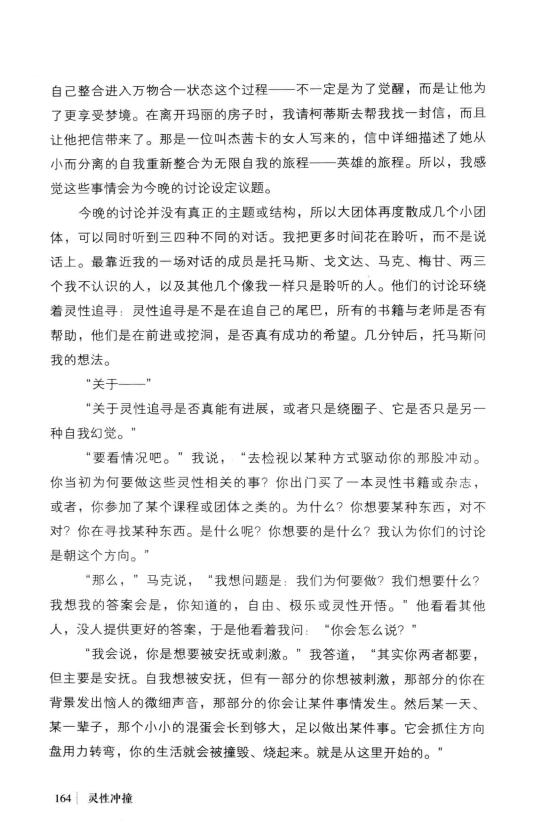 自己整合进入万物合一状态这个过程——不一定是为了觉醒，而是让他为
了更享受梦境。在离开玛丽的房子时，我请柯蒂斯去帮我找一封信，而且
让他把信带来了。那是一位叫杰茜卡的女人写来的，信中详细描述了她从
小而分离的自我重新整合为无限自我的旅程——英雄的旅程。所以，我感
觉这些事情会为今晚的讨论设定议题。
今晚的讨论并没有真正的主题或结构，所以大团体再度散成几个小团
体，可以同时听到三四种不同的对话。我把更多时间花在聆听，而不是说
话上。最靠近我的一场对话的成员是托马斯、戈文达、马克、梅甘、两三
个我不认识的人，以及其他几个像我一样只是聆听的人。他们的讨论环绕
着灵性追寻：灵性追寻是不是在追自己的尾巴，所有的书籍与老师是否有
帮助，他们是在前进或挖洞，是否真有成功的希望。几分钟后，托马斯问
我的想法。
“关于——”
“关于灵性追寻是否真能有进展，或者只是绕圈子、它是否只是另一
种自我幻觉。”
“要看情况吧。”我说，“去检视以某种方式驱动你的那股冲动。
你当初为何要做这些灵性相关的事？你出门买了一本灵性书籍或杂志，
或者，你参加了某个课程或团体之类的。为什么？你想要某种东西，对不
对？你在寻找某种东西。是什么呢？你想要的是什么？我认为你们的讨论
是朝这个方向。”
“那么，”马克说，“我想问题是：我们为何要做？我们想要什么？
我想我的答案会是，你知道的，自由、极乐或灵性开悟。”他看看其他
人，没人提供更好的答案，于是他看着我问：“你会怎么说？”
“我会说，你是想要被安抚或刺激。”我答道，“其实你两者都要，
但主要是安抚。自我想被安抚，但有一部分的你想被刺激，那部分的你在
背景发出恼人的微细声音，那部分的你会让某件事情发生。然后某一天、
某一辈子，那个小小的混蛋会长到够大，足以做出某件事。它会抓住方向
盘用力转弯，你的生活就会被撞毁、烧起来。就是从这里开始的。”
164 灵性冲撞